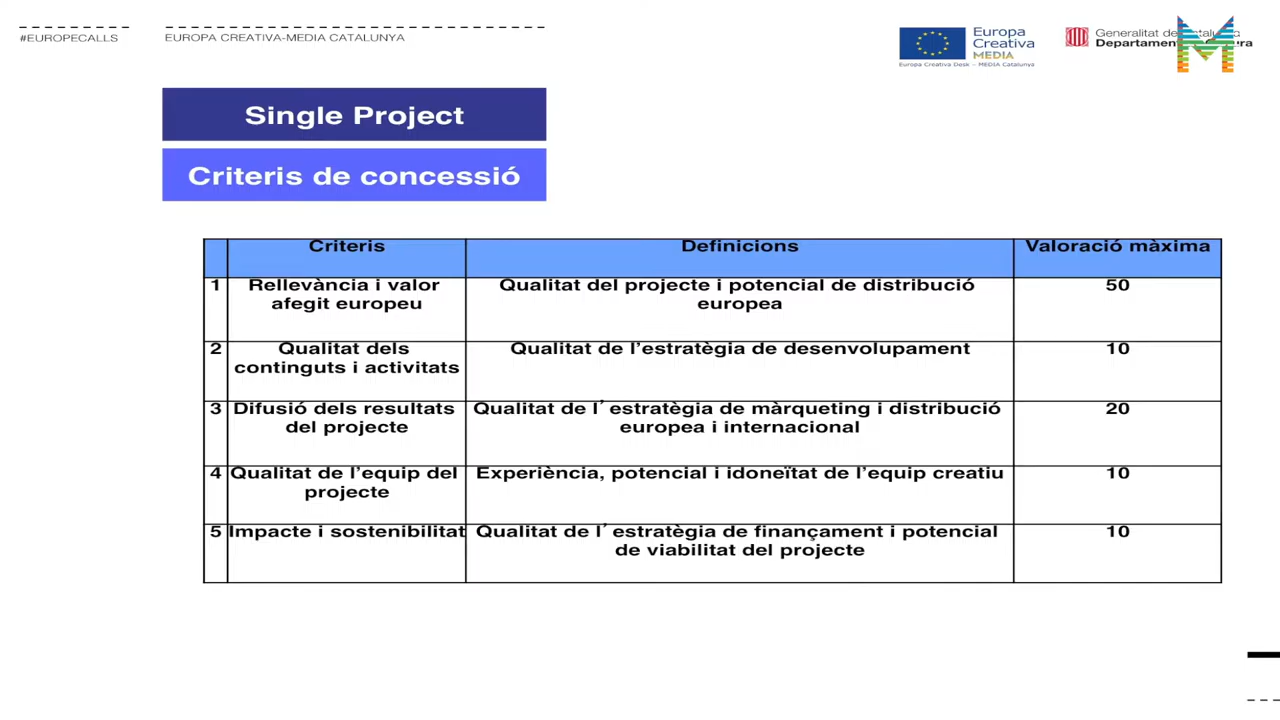 #EUROPECALLS
EUROPA CREATIVA-MEDIA CATALUNYA
Europa
Creativa
MEDIA
Europa Creativa Desk – MEDIA Catalunya
Generalitat de
Single Project
Criteris de concessió
Criteris Definicions Valoració màxima
1 Rellevància i valor afegit europeu Qualitat del projecte i potencial de distribució europea 50
2 Qualitat dels continguts i activitats Qualitat de l’estratègia de desenvolupament 10
3 Difusió dels resultats del projecte Qualitat de l´estratègia de màrqueting i distribució europea i internacional 20
4 Qualitat de l’equip del projecte Experiència, potencial i idoneïtat de l’equip creatiu 10
5 Impacte i sostenibilitat Qualitat de l´estratègia de finançament i potencial de viabilitat del projecte 10